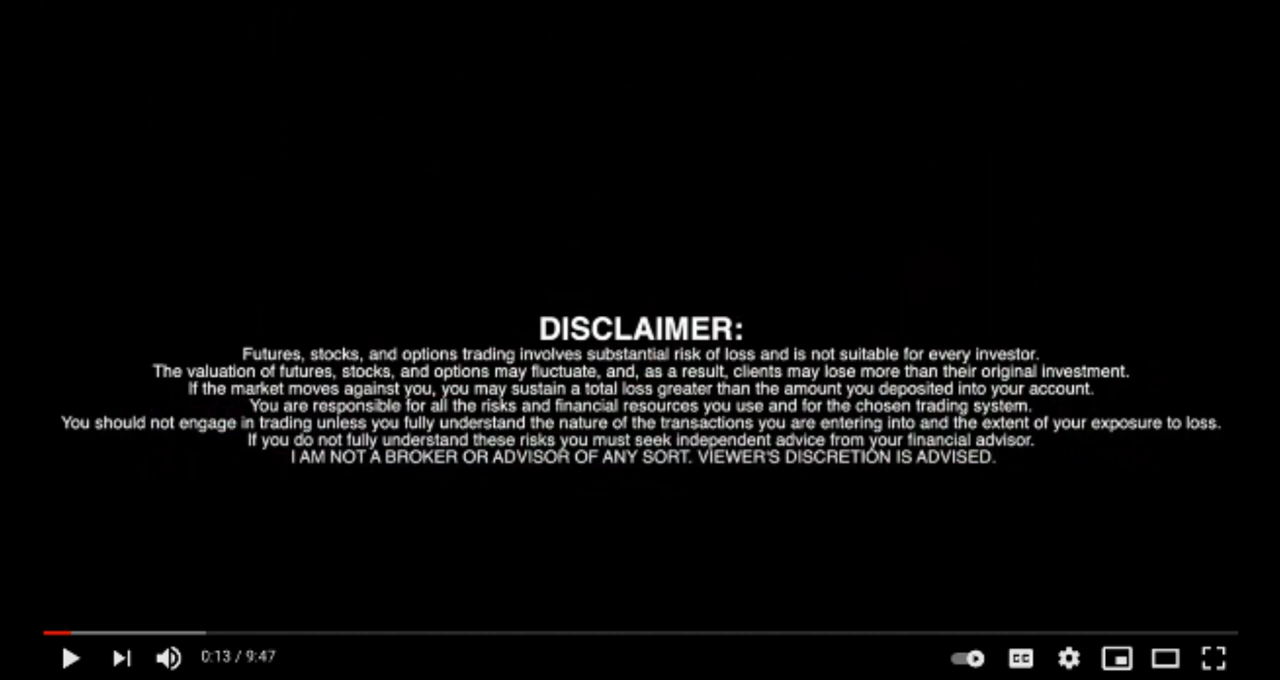 DISCLAIMER:
Futures, stocks, and options trading involves substantial risk of loss and is not suitable for every investor.
The valuation of futures, stocks, and options may fluctuate, and, as a result, clients may lose more than their original investment.
If the market moves against you, you may sustain a total loss greater than the amount you deposited into your account.
You are responsible for all the risks and financial resources you use and for the chosen trading system.
You should not engage in trading unless you fully understand the nature of the transactions you are entering into and the extent of your exposure to loss.
If you do not fully understand these risks you must seek independent advice from your financial advisor.
I AM NOT A BROKER OR ADVISOR OF ANY SORT. VIEWER'S DISCRETION IS ADVISED.
0:13 / 9:47
CC